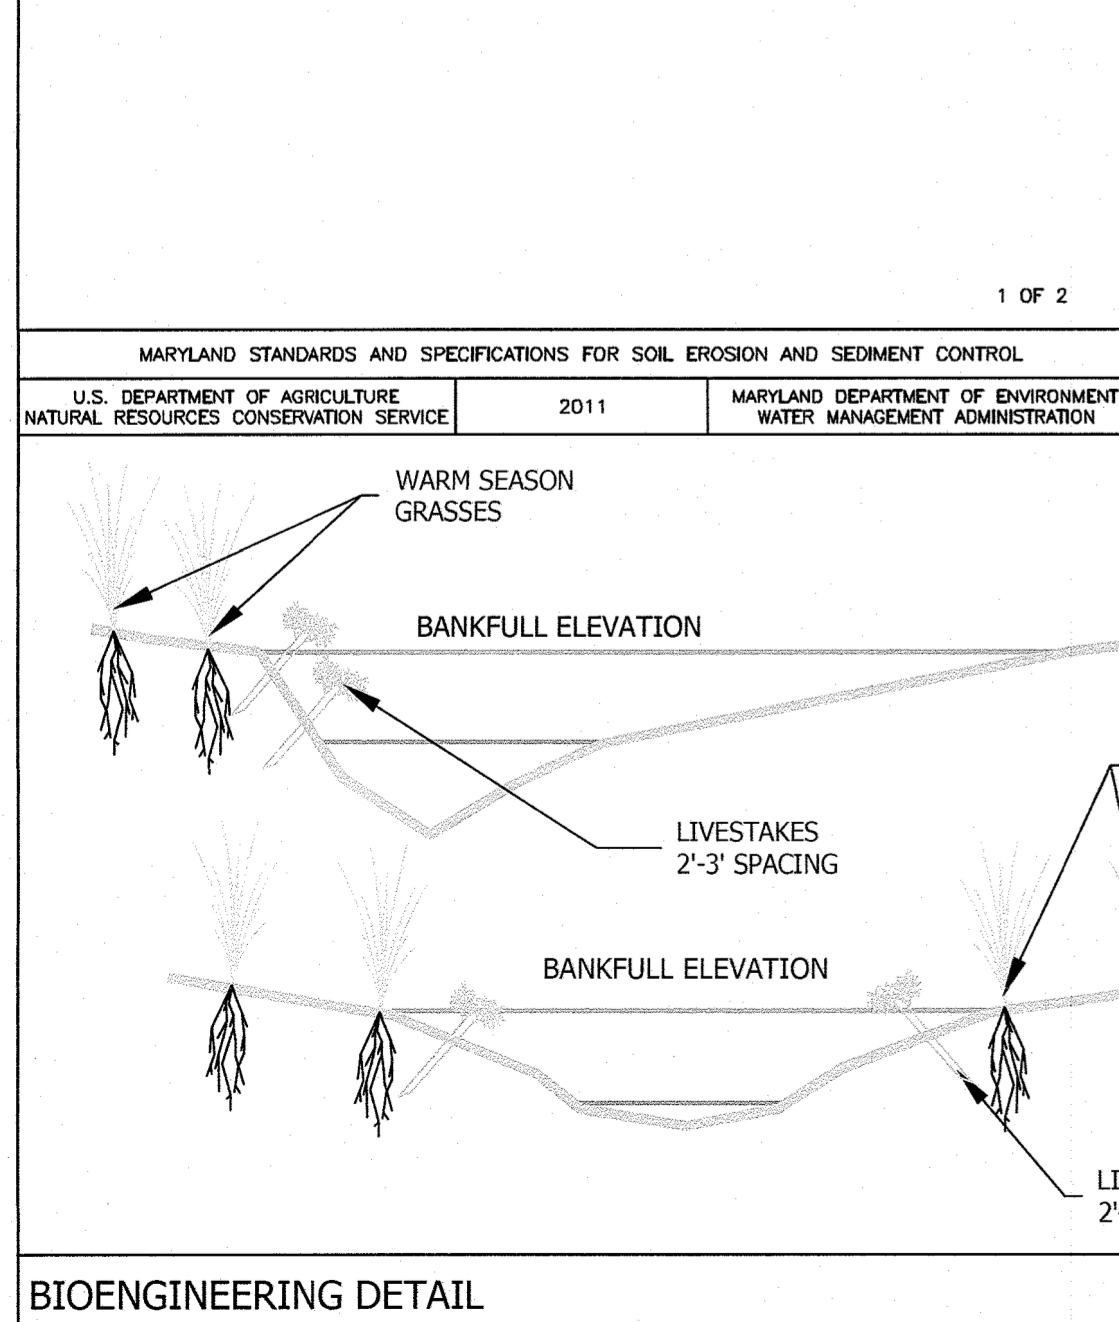 1 OF 2
MARYLAND STANDARDS AND SPECIFICATIONS FOR SOIL EROSION AND SEDIMENT CONTROL
U.S. DEPARTMENT OF AGRICULTURE
NATURAL RESOURCES CONSERVATION SERVICE
2011
MARYLAND DEPARTMENT OF ENVIRONMENT
WATER MANAGEMENT ADMINISTRATION
WARM SEASON
GRASSES
BANKFULL ELEVATION
LIVESTAKES
2'-3' SPACING
BANKFULL ELEVATION
BIOENGINEERING DETAIL